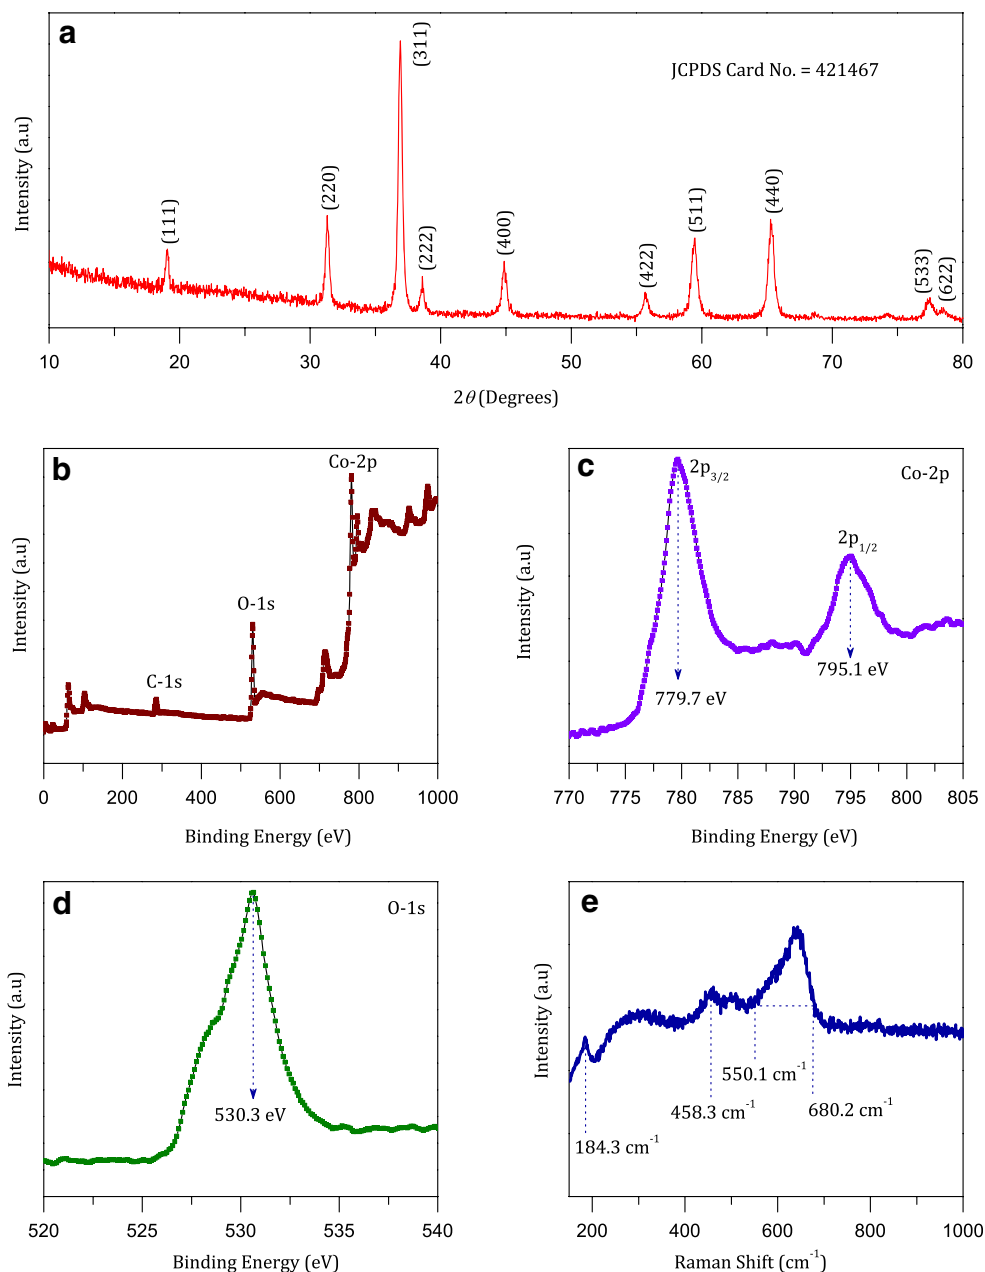 a
JCPDS Card No. = 421467
(111)
(220)
(311)
(222)
(400)
(422)
(511)
(440)
(533)
(622)
Intensity (a.u)
10 20 30 40 50 60 70 80
2θ (Degrees)
b
Co-2p
O-1s
C-1s
Intensity (a.u)
0 200 400 600 800 1000
Binding Energy (eV)
c
Co-2p
2p3/2
2p1/2
779.7 eV
795.1 eV
Intensity (a.u)
770 775 780 785 790 795 800 805
Binding Energy (eV)
d
O-1s
530.3 eV
Intensity (a.u)
520 525 530 535 540
Binding Energy (eV)
e
550.1 cm-1
458.3 cm-1
680.2 cm-1
184.3 cm-1
Intensity (a.u)
200 400 600 800 1000
Raman Shift (cm-1)